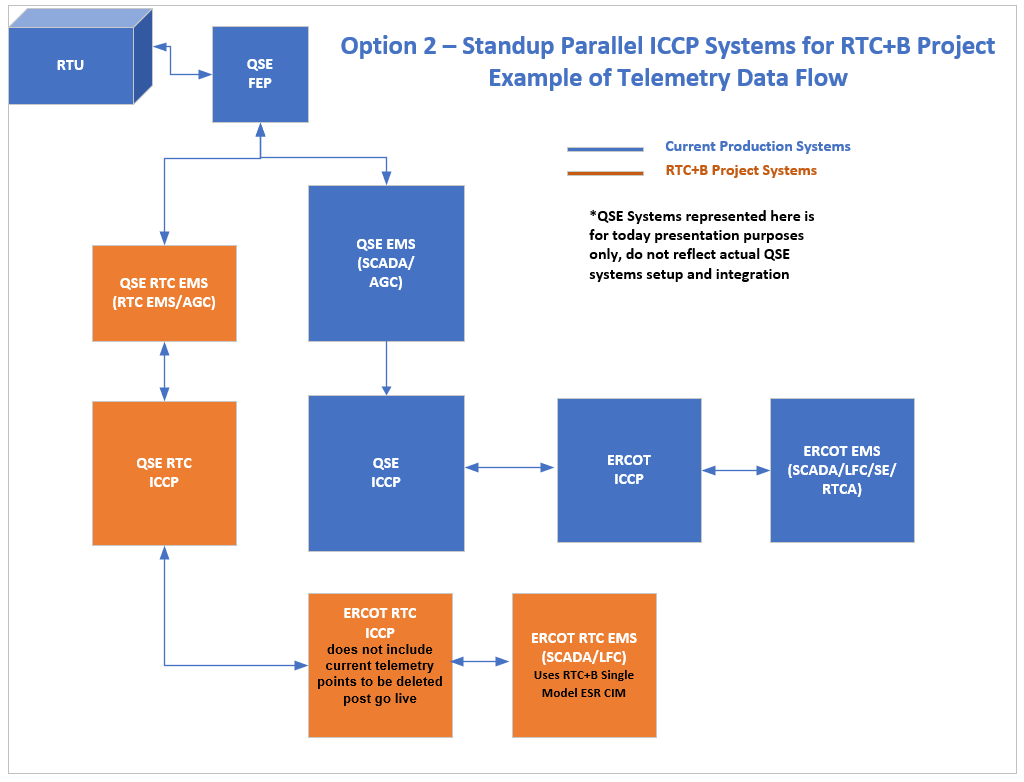 Option 2 – Standup Parallel ICCP Systems for RTC+B Project
Example of Telemetry Data Flow
RTU
QSE
FEP
Current Production Systems
RTC+B Project Systems
*QSE Systems represented here is
for today presentation purposes
only, do not reflect actual QSE
systems setup and integration
QSE EMS
(SCADA/
AGC)
QSE RTC EMS
(RTC EMS/AGC)
QSE RTC
ICCP
QSE
ICCP
ERCOT
ICCP
ERCOT EMS
(SCADA/LFC/SE/
RTCA)
ERCOT RTC
ICCP
does not include
current telemetry
points to be deleted
post go live
ERCOT RTC EMS
(SCADA/LFC)
Uses RTC+B Single
Model ESR CIM